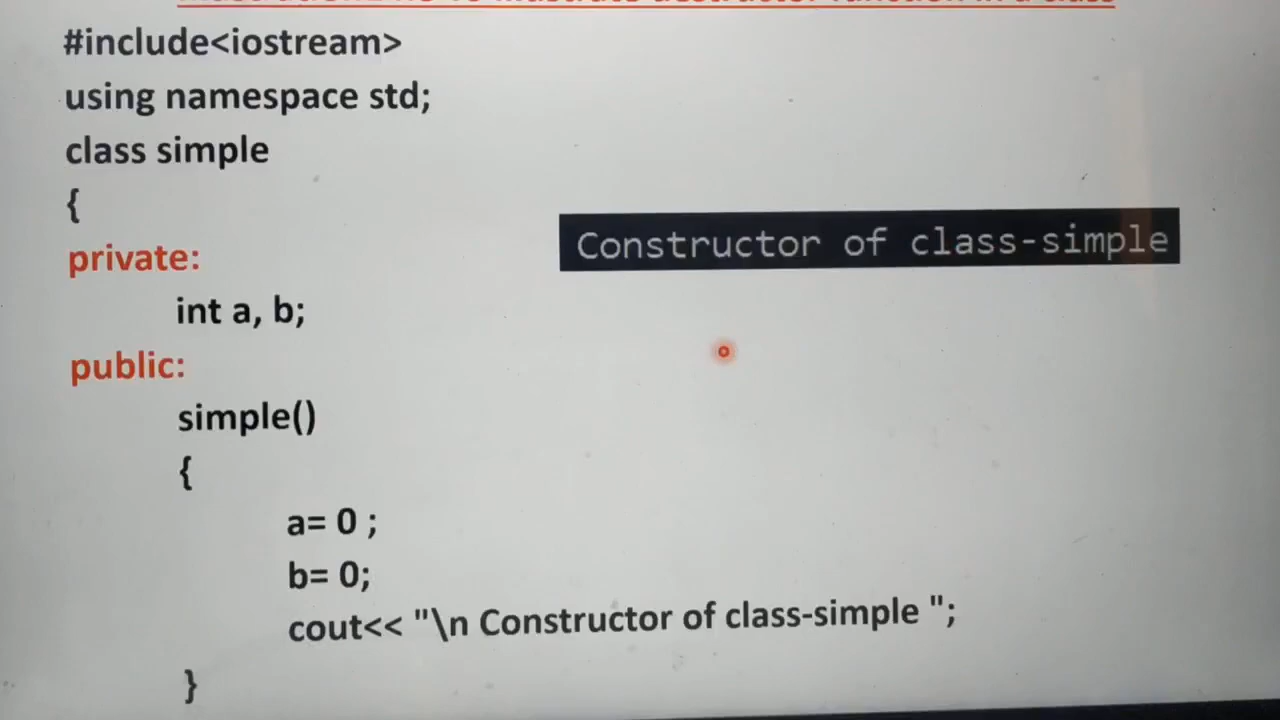 #include<iostream>
using namespace std;
class simple
{
private:
Constructor of class-simple
int a, b;
public:
simple()
{
a= 0 ;
b= 0;
cout<< "\n Constructor of class-simple ";
}